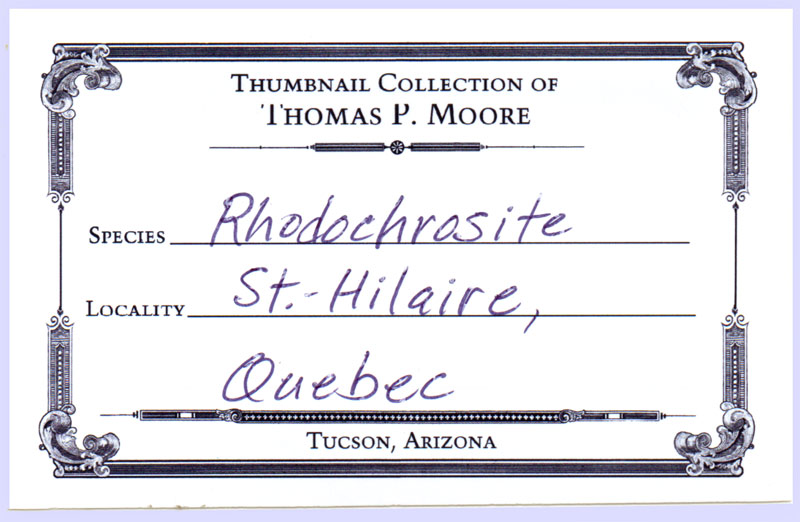 THUMBNAIL COLLECTION OF
THOMAS P. MOORE
SPECIES Rhodochrosite
LOCALITY St.-Hilaire,
Quebec
TUCSON, ARIZONA